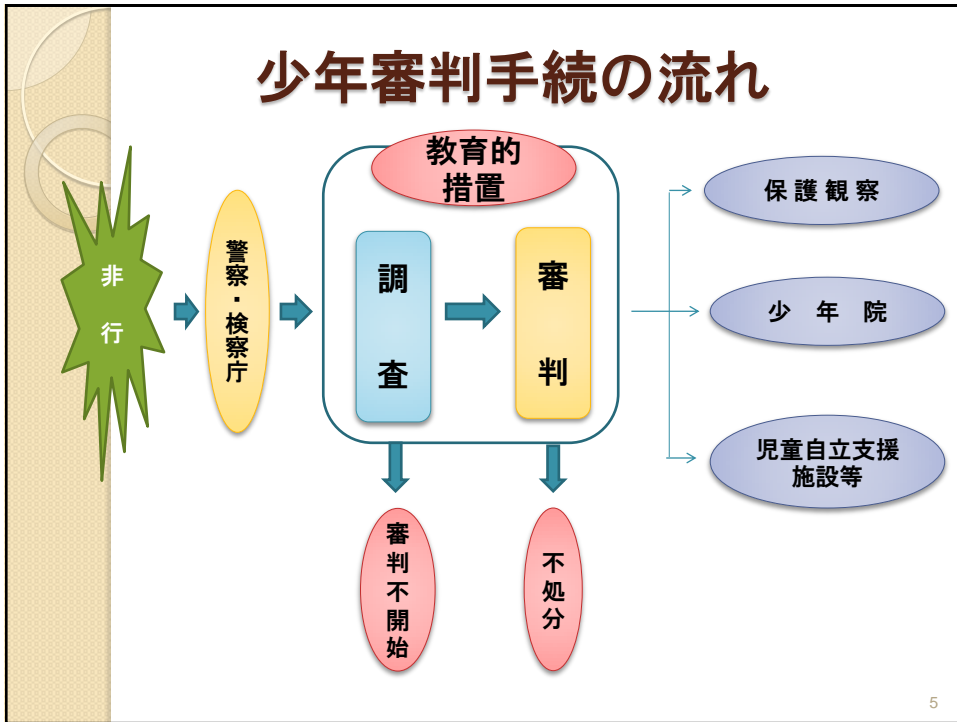 少年審判手続の流れ
非行
警察・検察庁
教育的
措置
調査
審判
保護観察
少年院
児童自立支援
施設等
審判不開始
不処分
5